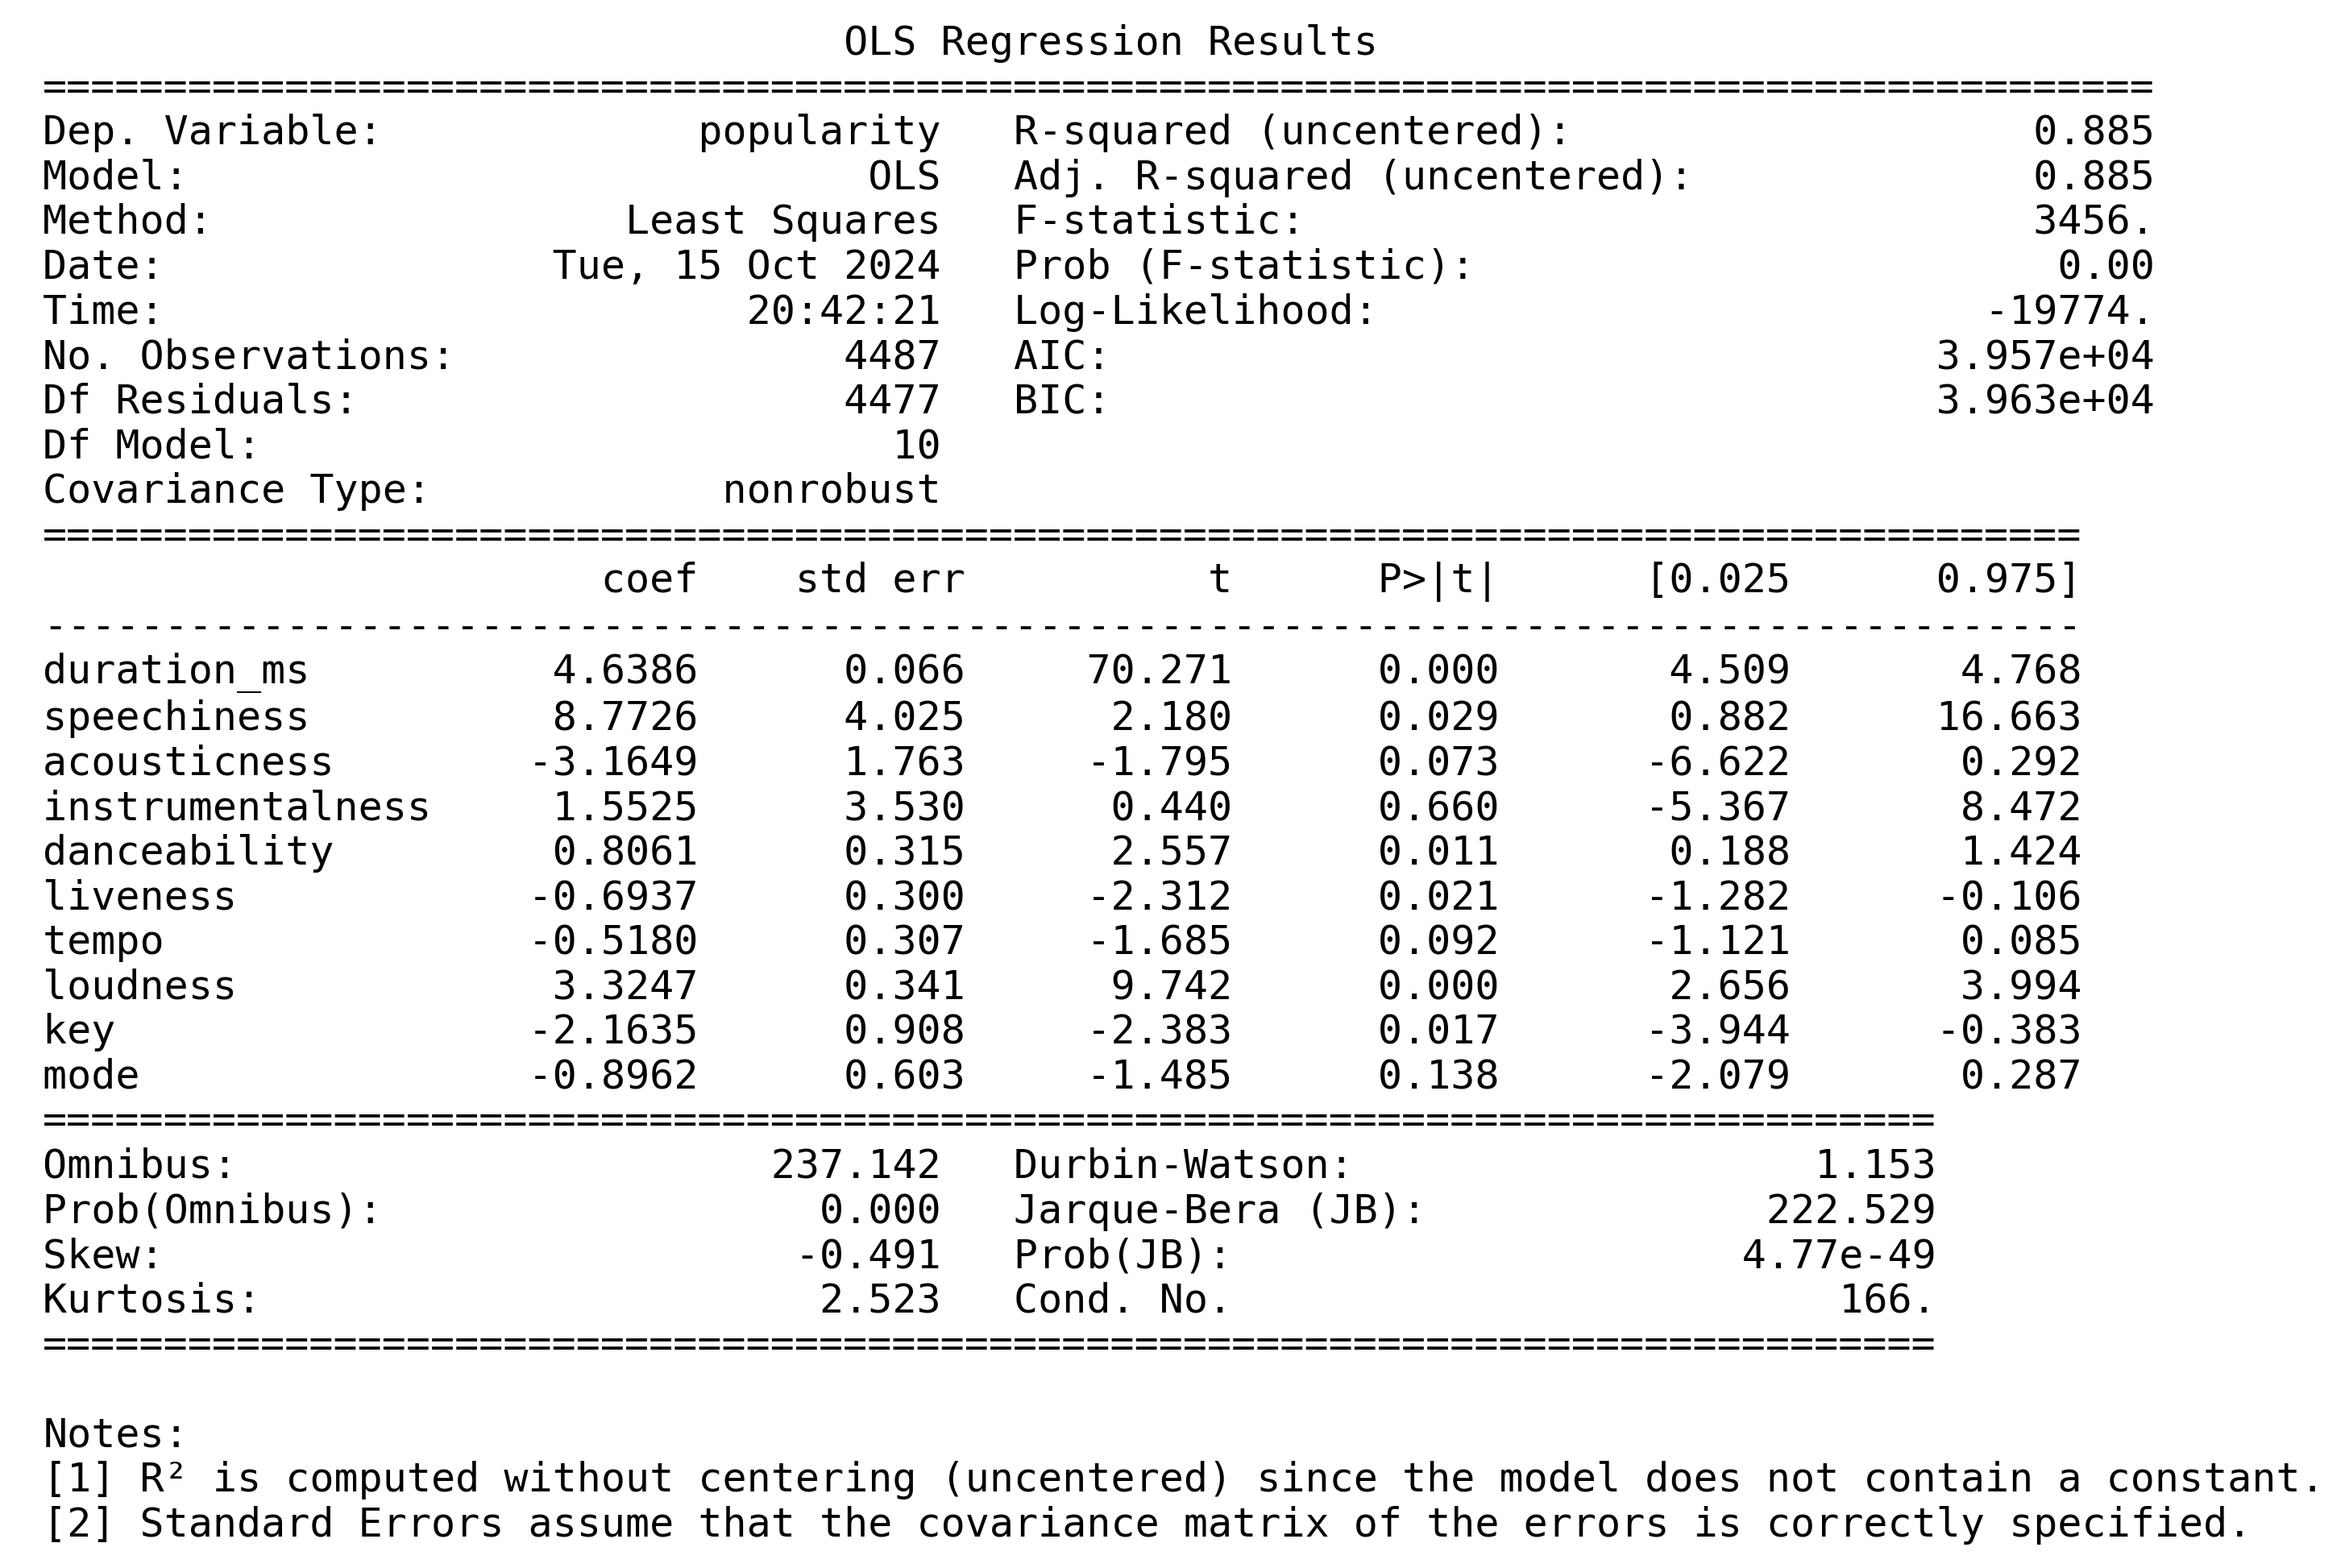 OLS Regression Results
=======================================================================================
Dep. Variable:             popularity   R-squared (uncentered):                   0.885
Model:                            OLS   Adj. R-squared (uncentered):              0.885
Method:                 Least Squares   F-statistic:                              3456.
Date:                Tue, 15 Oct 2024   Prob (F-statistic):                        0.00
Time:                        20:42:21   Log-Likelihood:                         -19774.
No. Observations:                4487   AIC:                                  3.957e+04
Df Residuals:                    4477   BIC:                                  3.963e+04
Df Model:                          10
Covariance Type:            nonrobust
====================================================================================
                       coef    std err          t      P>|t|      [0.025      0.975]
------------------------------------------------------------------------------------
duration_ms          4.6386      0.066     70.271      0.000       4.509       4.768
speechiness          8.7726      4.025      2.180      0.029       0.882      16.663
acousticness        -3.1649      1.763     -1.795      0.073      -6.622       0.292
instrumentalness     1.5525      3.530      0.440      0.660      -5.367       8.472
danceability         0.8061      0.315      2.557      0.011       0.188       1.424
liveness            -0.6937      0.300     -2.312      0.021      -1.282      -0.106
tempo               -0.5180      0.307     -1.685      0.092      -1.121       0.085
loudness             3.3247      0.341      9.742      0.000       2.656       3.994
key                 -2.1635      0.908     -2.383      0.017      -3.944      -0.383
mode                -0.8962      0.603     -1.485      0.138      -2.079       0.287
==============================================================================
Omnibus:                      237.142   Durbin-Watson:                   1.153
Prob(Omnibus):                  0.000   Jarque-Bera (JB):              222.529
Skew:                          -0.491   Prob(JB):                     4.77e-49
Kurtosis:                       2.523   Cond. No.                         166.
==============================================================================

Notes:
[1] R² is computed without centering (uncentered) since the model does not contain a constant.
[2] Standard Errors assume that the covariance matrix of the errors is correctly specified.